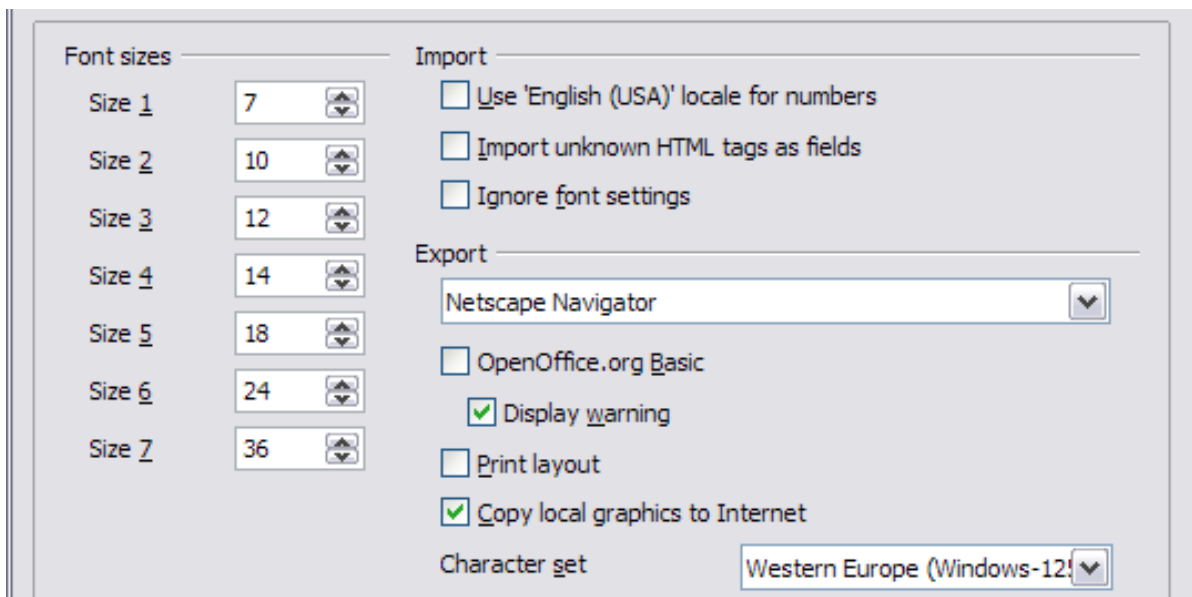 Font sizes
Size 1 7
Size 2 10
Size 3 12
Size 4 14
Size 5 18
Size 6 24
Size 7 36
Import
Use 'English (USA)' locale for numbers
Import unknown HTML tags as fields
Ignore font settings
Export
Netscape Navigator
OpenOffice.org Basic
Display warning
Print layout
Copy local graphics to Internet
Character set Western Europe (Windows-12